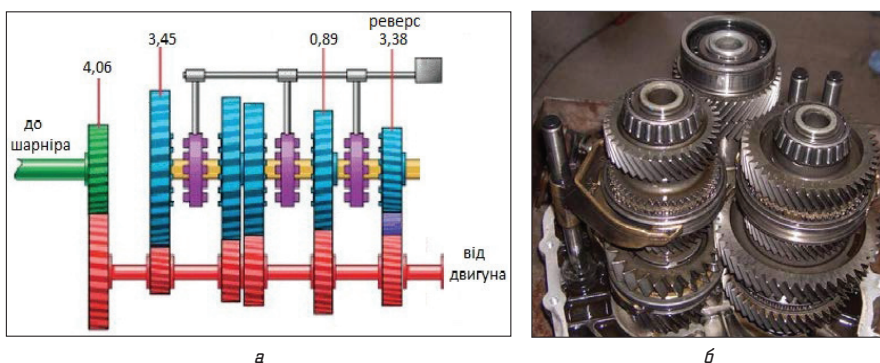 реверс
3,45
0,89
3,38
4,06
до
шарніра
від
двигуна
а
б